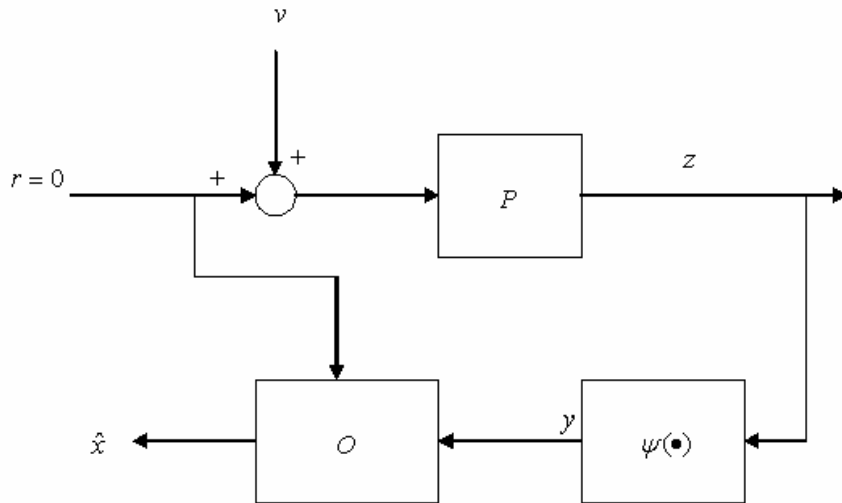 v
+
z
r = 0
+
P
y
x̂
O
ψ(●)